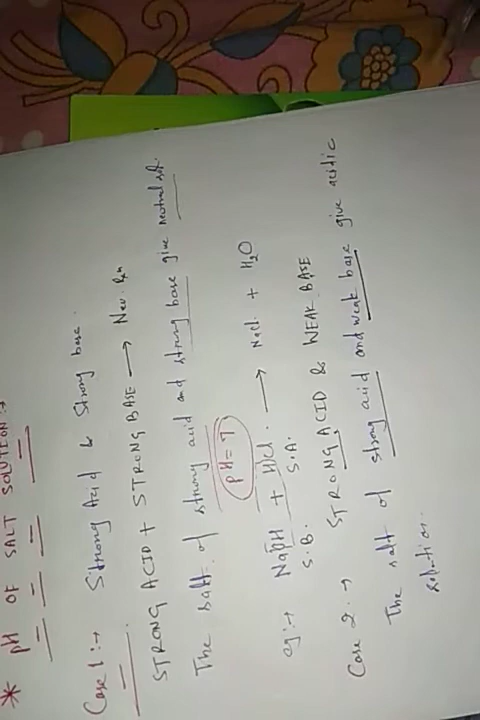 * pH OF SALT SOLUTION :→
Case 1 :→ Strong Acid & Strong base.
STRONG ACID + STRONG BASE → Neu. Rxn
The salt of strong acid and strong base give neutral sol.
pH = 7
eg :→ NaOH + HCl. → NaCl + H2O
S.B. S.A.
Case 2 :→ STRONG ACID & WEAK BASE
The salt of strong acid and weak base give acidic
solution.